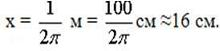 x = 1/2π м = 100/2π см ≈16 см.